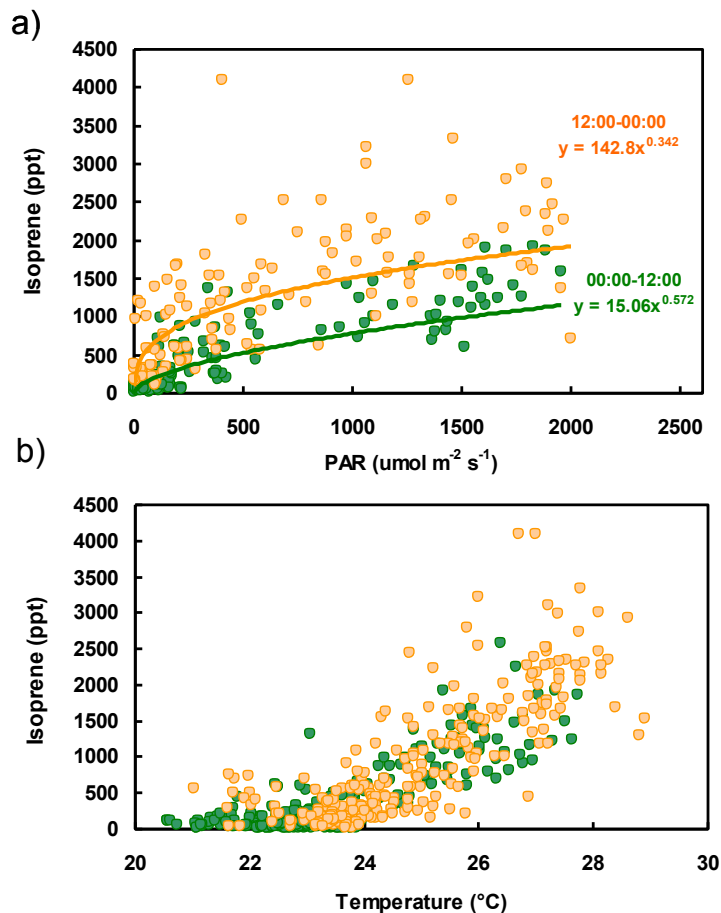 a)
4500
4000
3500
3000
2500
2000
1500
1000
500
0
Isoprene (ppt)
12:00-00:00
y = 142.8x^0.342
00:00-12:00
y = 15.06x^0.572
0 500 1000 1500 2000 2500
PAR (umol m^-2 s^-1)
b)
4500
4000
3500
3000
2500
2000
1500
1000
500
0
Isoprene (ppt)
20 22 24 26 28 30
Temperature (°C)